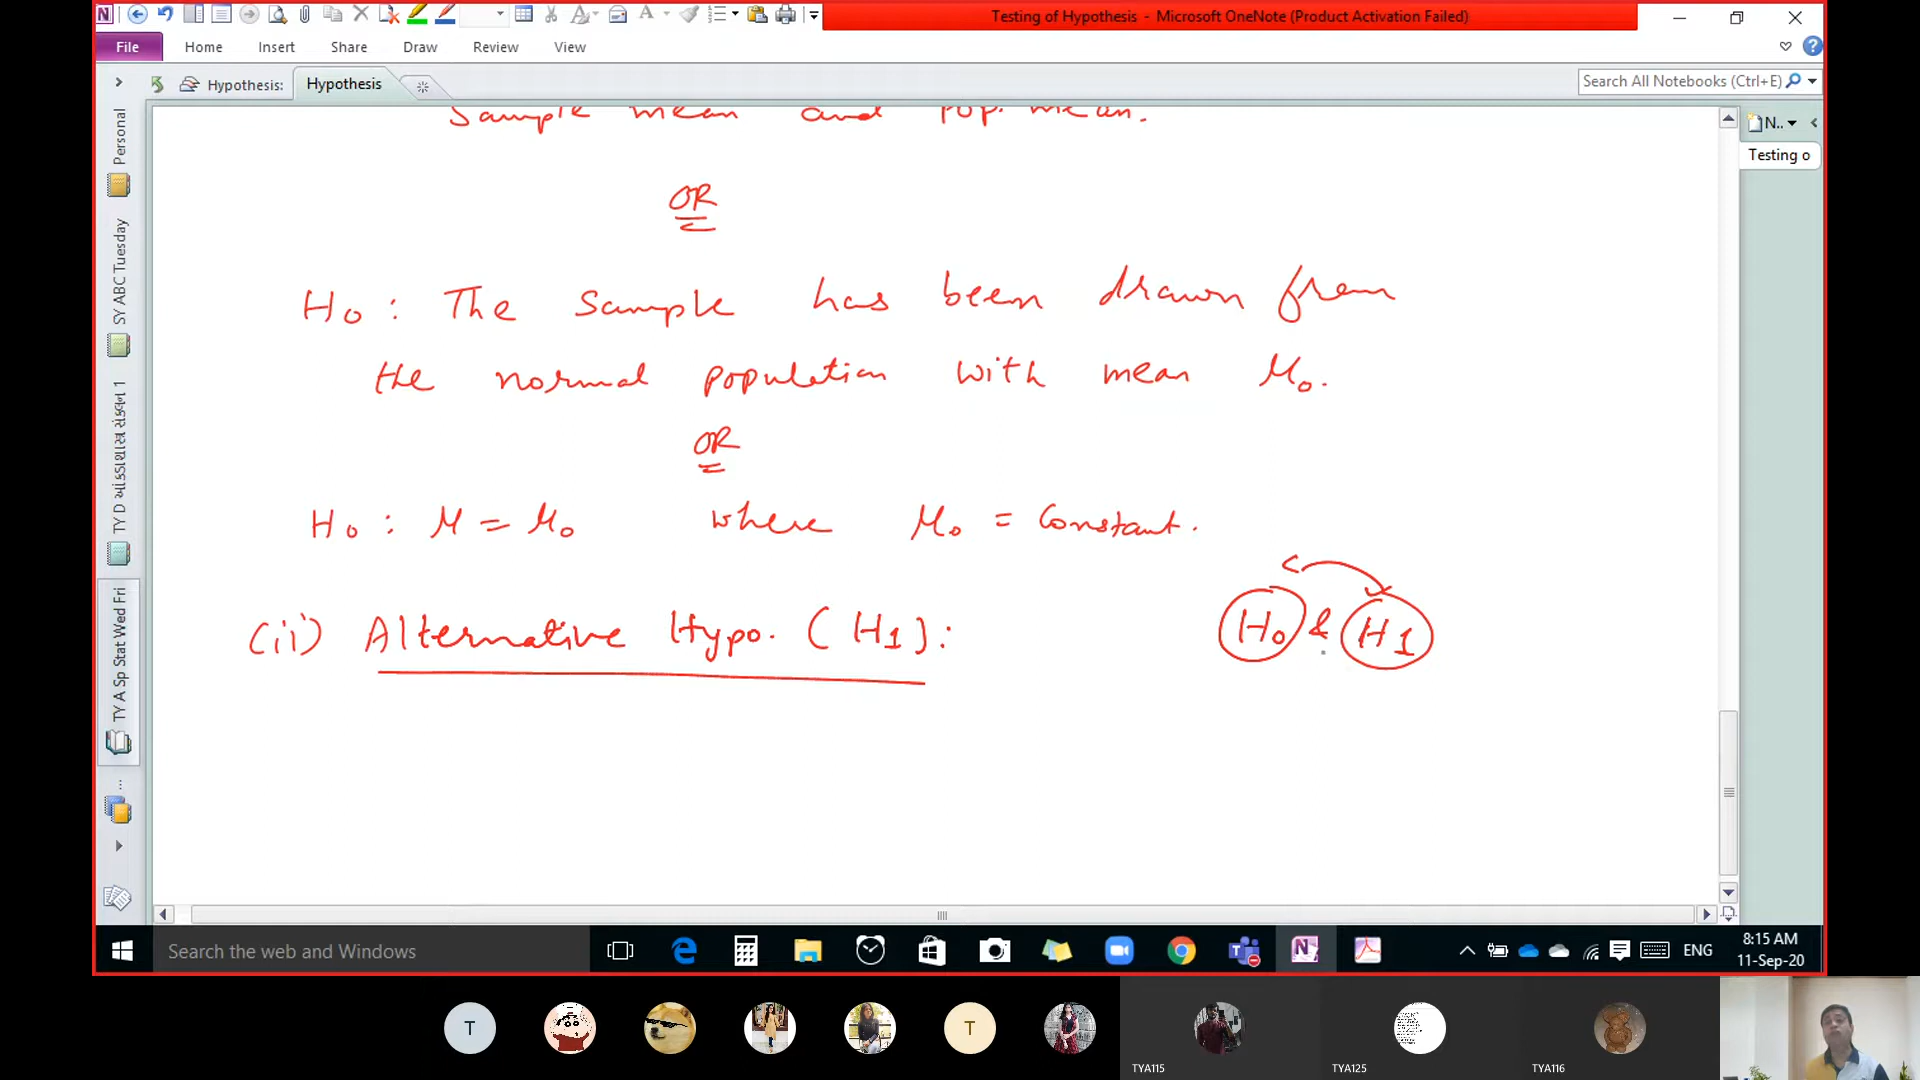 Testing of Hypothesis - Microsoft OneNote (Product Activation Failed)
File Home Insert Share Draw Review View
Hypothesis: Hypothesis
Search All Notebooks (Ctrl+E)
N..
Testing o
Personal
SY ABC Tuesday
TY D આંકડાશાસ્ત્ર સંકલન 1
TY A Sp Stat Wed Fri
Sample mean and pop. mean.
OR
H0 : The Sample has been drawn from
the normal population with mean μ0.
OR
H0 : μ = μ0 where μ0 = Constant.
(ii) Alternative Hypo. (H1):
H0 & H1
Search the web and Windows
ENG
8:15 AM
11-Sep-20
T
T
TYA115
TYA125
TYA116